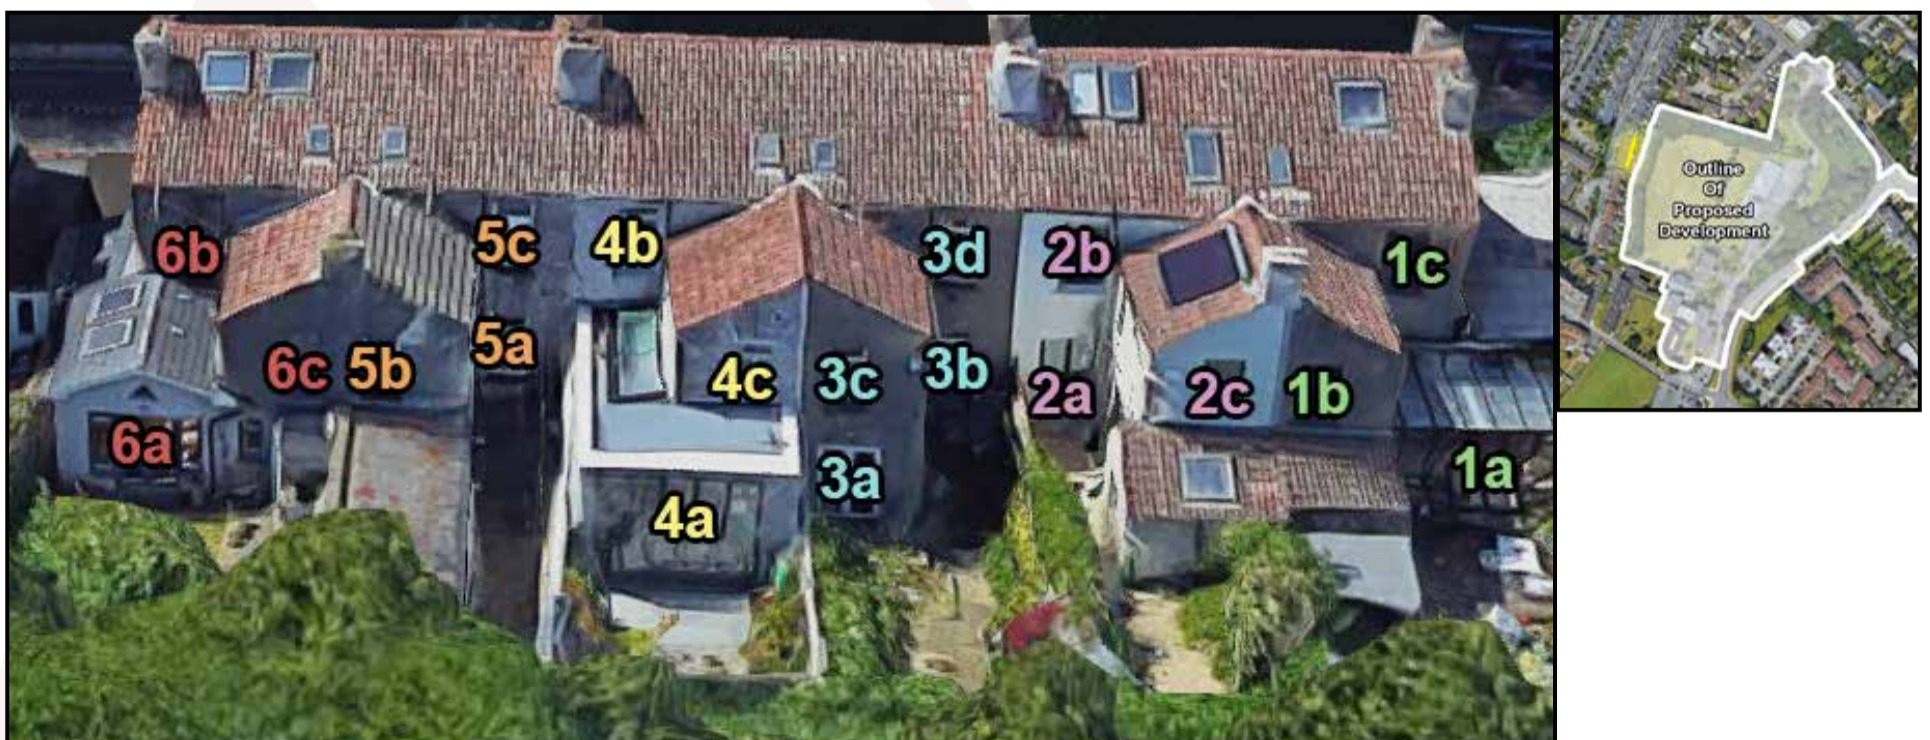 6b
5c
4b
3d
2b
1c
6c
5b
5a
4c
3c
3b
2a
2c
1b
6a
4a
3a
1a
Outline
Of
Proposed
Development